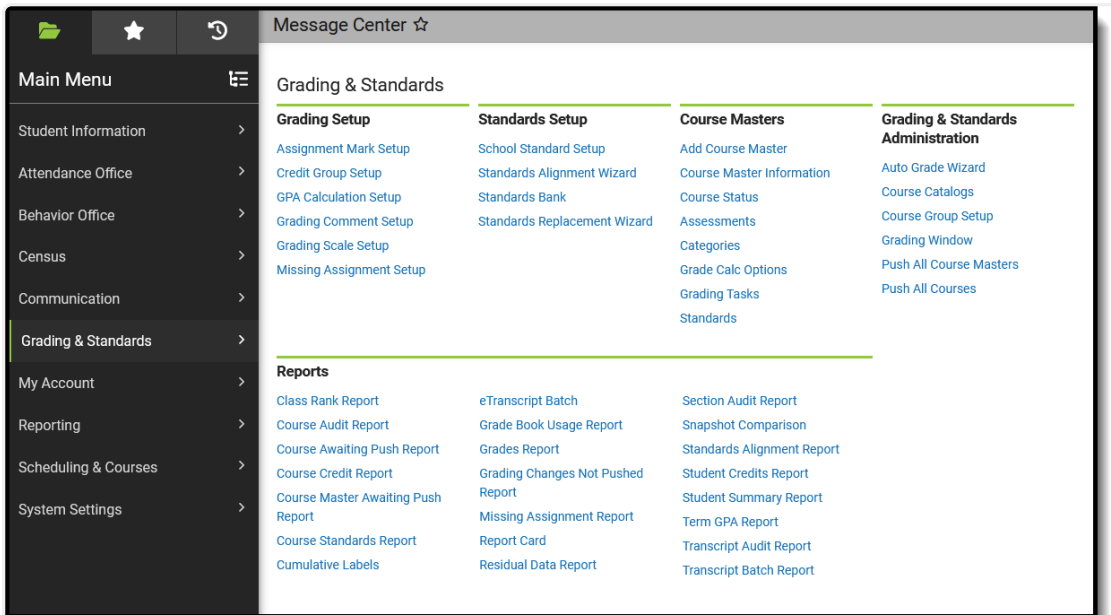 Message Center
Main Menu
Student Information
Attendance Office
Behavior Office
Census
Communication
Grading & Standards
My Account
Reporting
Scheduling & Courses
System Settings
Grading & Standards
Grading Setup
Assignment Mark Setup
Credit Group Setup
GPA Calculation Setup
Grading Comment Setup
Grading Scale Setup
Missing Assignment Setup
Standards Setup
School Standard Setup
Standards Alignment Wizard
Standards Bank
Standards Replacement Wizard
Course Masters
Add Course Master
Course Master Information
Course Status
Assessments
Categories
Grade Calc Options
Grading Tasks
Standards
Grading & Standards
Administration
Auto Grade Wizard
Course Catalogs
Course Group Setup
Grading Window
Push All Course Masters
Push All Courses
Reports
Class Rank Report
Course Audit Report
Course Awaiting Push Report
Course Credit Report
Course Master Awaiting Push
Report
Course Standards Report
Cumulative Labels
eTranscript Batch
Grade Book Usage Report
Grades Report
Grading Changes Not Pushed
Report
Missing Assignment Report
Report Card
Residual Data Report
Section Audit Report
Snapshot Comparison
Standards Alignment Report
Student Credits Report
Student Summary Report
Term GPA Report
Transcript Audit Report
Transcript Batch Report